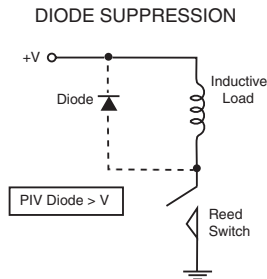 DIODE SUPPRESSION
+V
Inductive
Load
Diode
PIV Diode > V
Reed
Switch